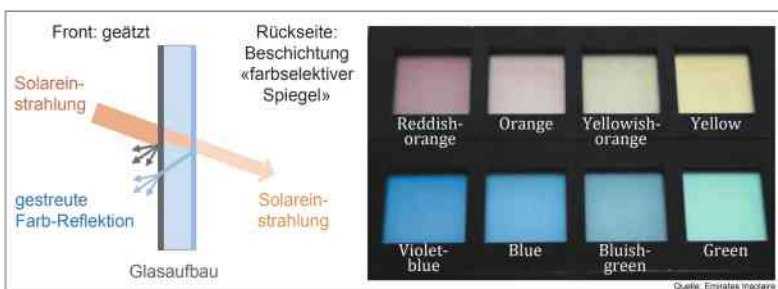 Front: geätzt
Rückseite:
Beschichtung
«farbselektiver
Spiegel»
Solarein-
strahlung
gestreute
Farb-Reflektion
Solarein-
strahlung
Glasaufbau
Reddish-
orange
Orange
Yellowish-
orange
Yellow
Violet-
blue
Blue
Bluish-
green
Green
Quelle: Emirates Insolaire